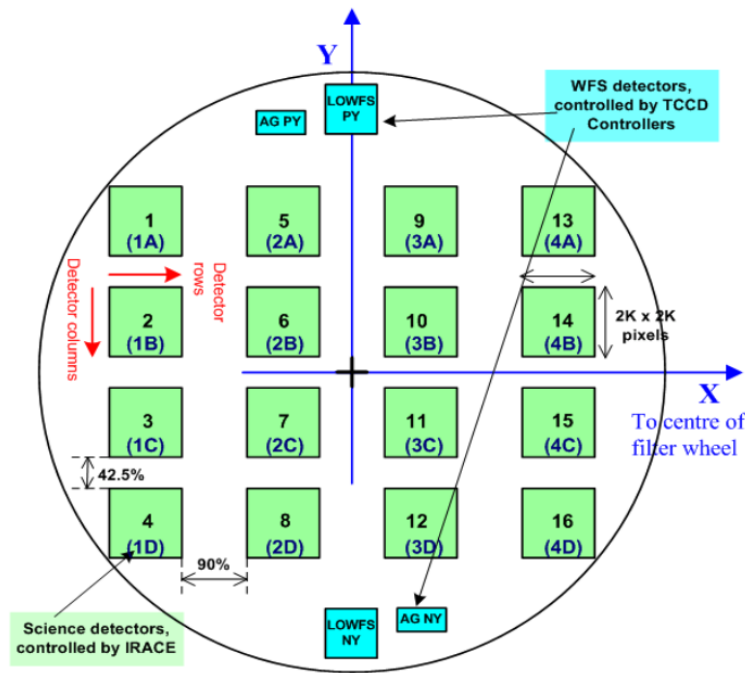 Y
LOWFS
PY
AG PY
WFS detectors,
controlled by TCCD
Controllers
1
(1A)
5
(2A)
9
(3A)
13
(4A)
Detector
rows
Detector columns
2
(1B)
6
(2B)
10
(3B)
14
(4B)
2K x 2K
pixels
X
To centre of
filter wheel
3
(1C)
7
(2C)
11
(3C)
15
(4C)
42.5%
4
(1D)
8
(2D)
12
(3D)
16
(4D)
90%
LOWFS
NY
AG NY
Science detectors,
controlled by IRACE